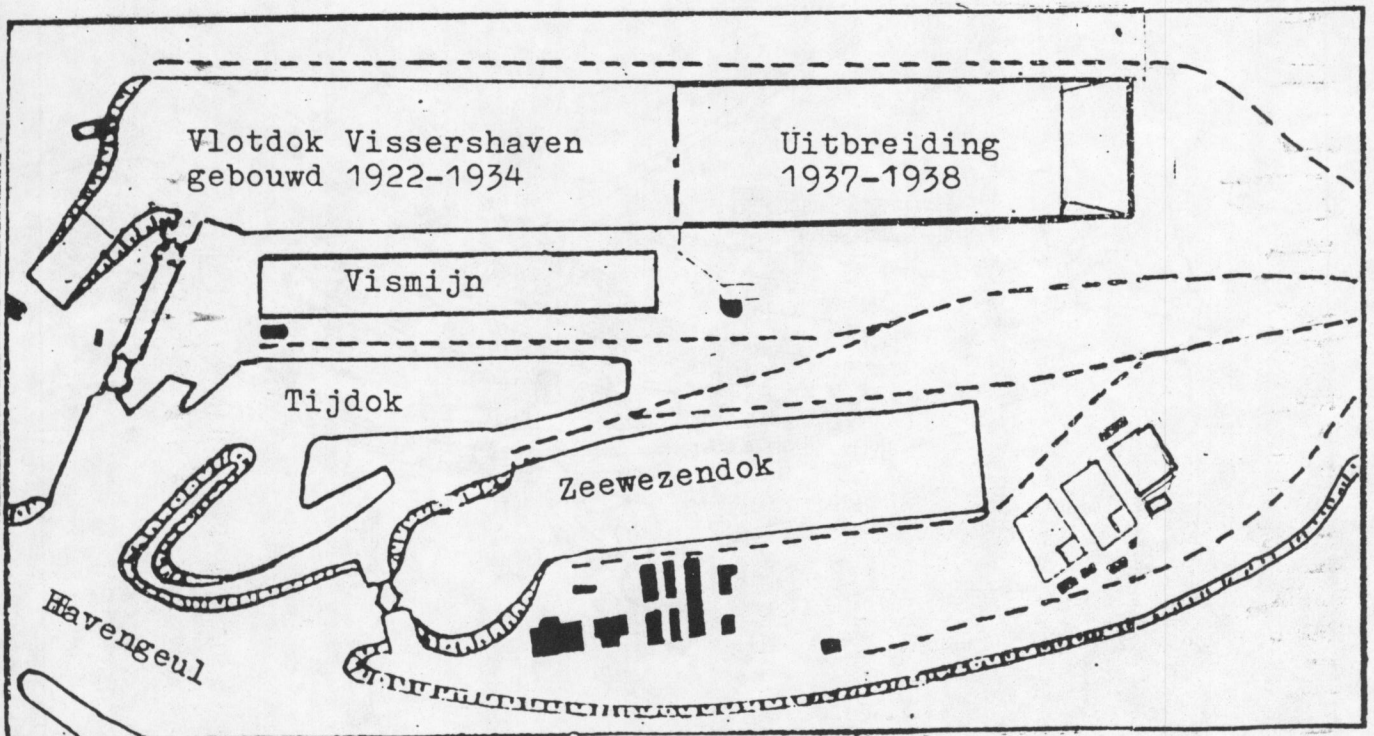 Vlotdok Vissershaven
gebouwd 1922-1934
Uitbreiding
1937-1938
Vismijn
Tijdok
Zeewezendok
Havengeul